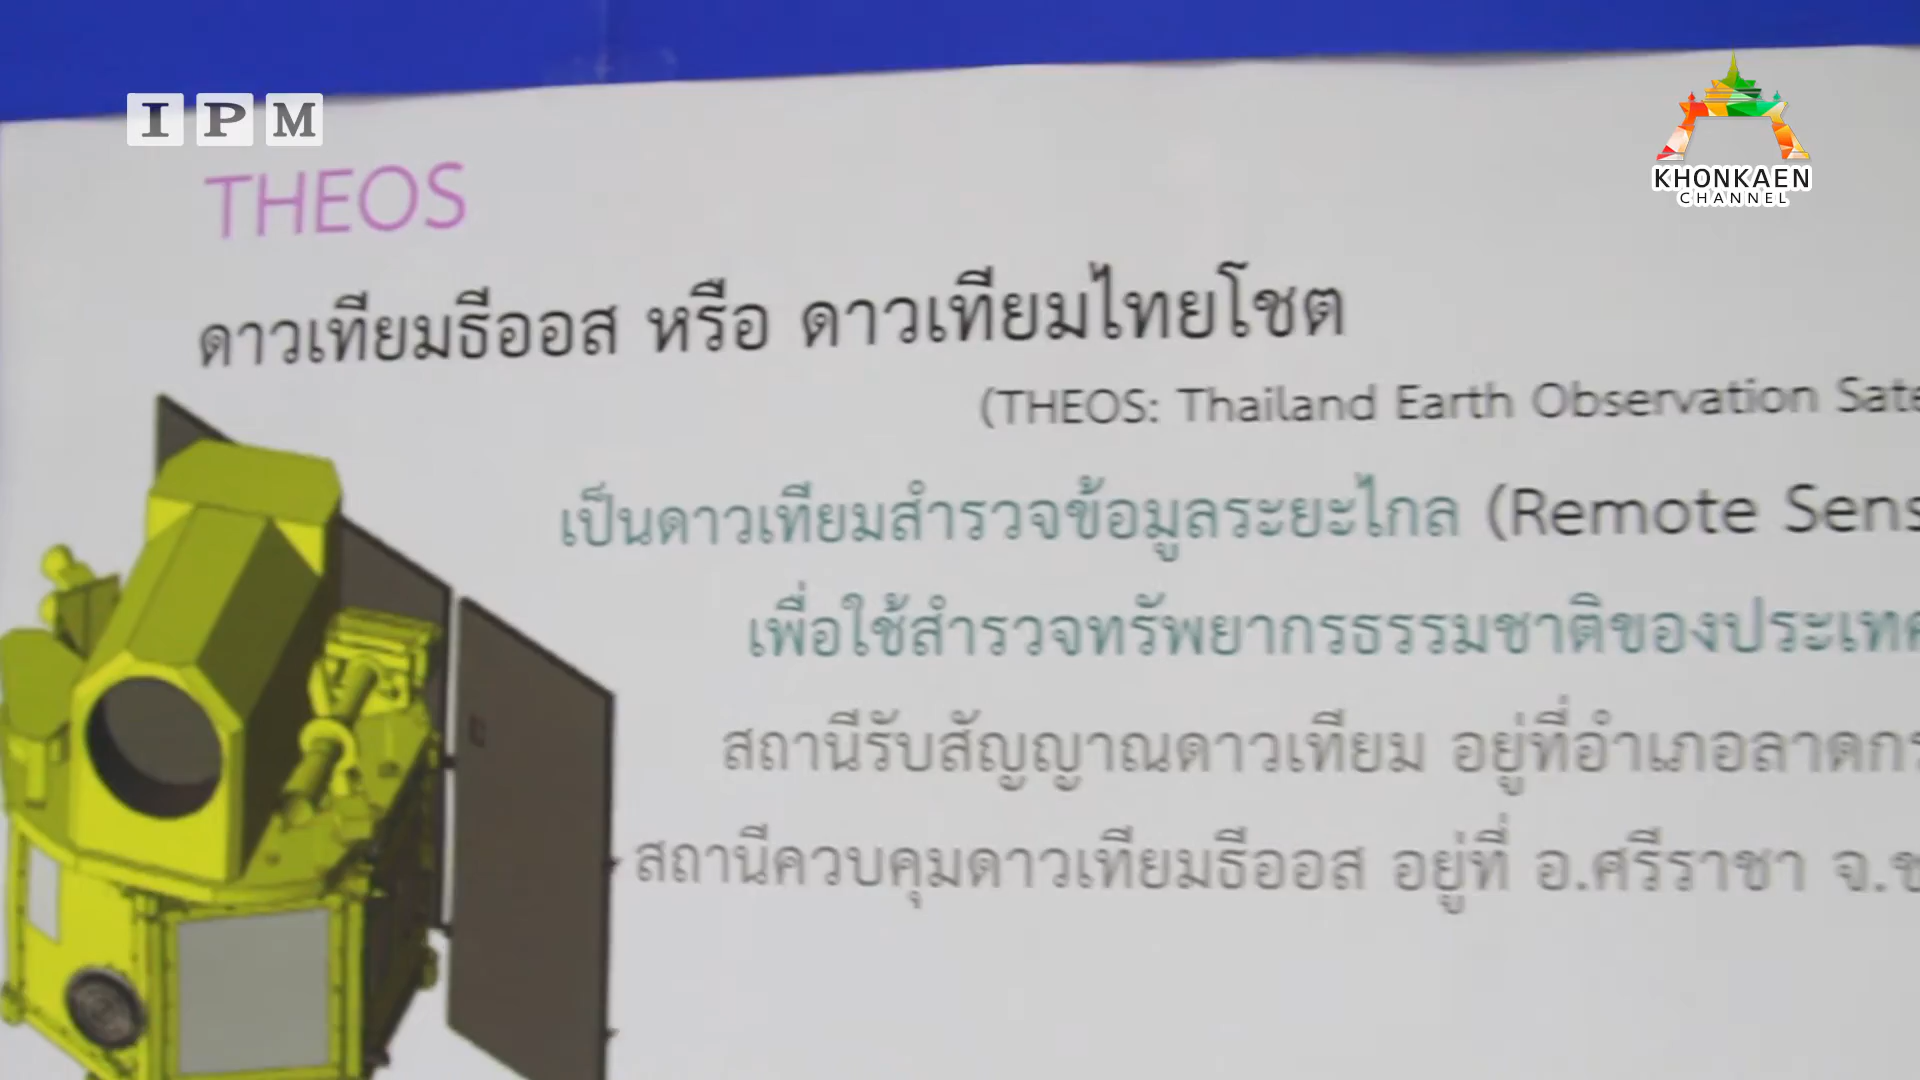 IPM
KHONKAEN
CHANNEL
THEOS
ดาวเทียมธีออส หรือ ดาวเทียมไทยโชต
(THEOS: Thailand Earth Observation
เป็นดาวเทียมสำรวจข้อมูลระยะไกล (Remote
เพื่อใช้สำรวจทรัพยากรธรรมชาติของ
สถานีรับสัญญาณดาวเทียม อยู่ที่อำเภอ
สถานีควบคุมดาวเทียมธีออส อยู่ที่ อ.ศรีราชา จ.